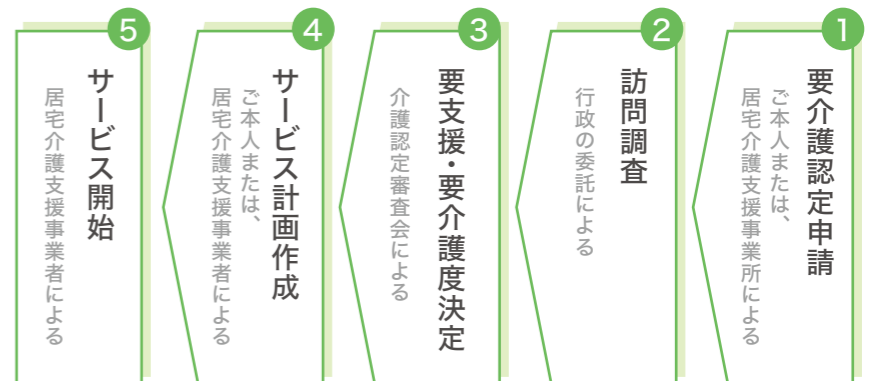 1
要介護認定申請
ご本人または、
居宅介護支援事業所による
2
訪問調査
行政の委託による
3
要支援・要介護度決定
介護認定審査会による
4
サービス計画作成
ご本人または、
居宅介護支援事業者による
5
サービス開始
居宅介護支援事業者による